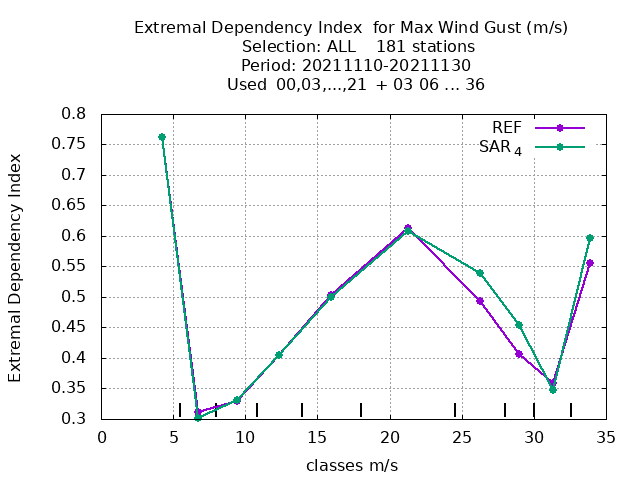 Extremal Dependency Index  for Max Wind Gust (m/s)
Selection: ALL    181 stations
Period: 20211110-20211130
Used  00,03,...,21  + 03 06 ... 36
Extremal Dependency Index
0.8
0.75
0.7
0.65
0.6
0.55
0.5
0.45
0.4
0.35
0.3
REF
SAR 4
0 5 10 15 20 25 30 35
classes m/s